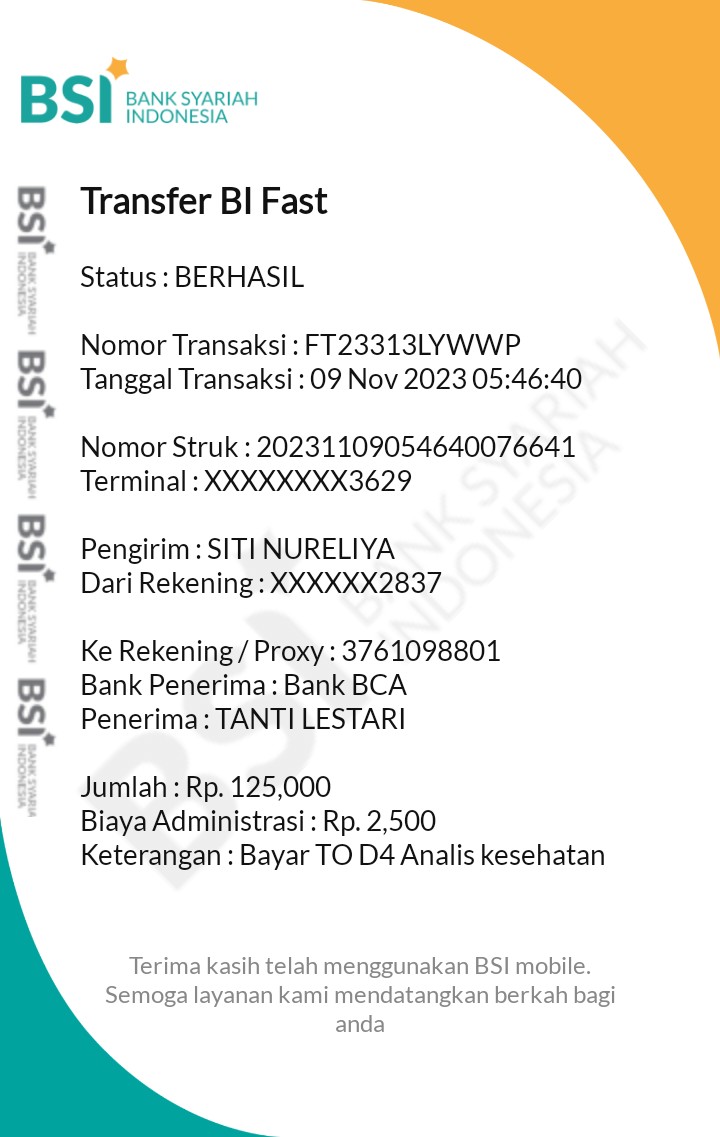 BSI BANK SYARIAH
INDONESIA
Transfer BI Fast
Status : BERHASIL
Nomor Transaksi : FT23313LYWWP
Tanggal Transaksi : 09 Nov 2023 05:46:40
Nomor Struk : 20231109054640076641
Terminal : XXXXXXXX3629
Pengirim : SITI NURELIYA
Dari Rekening : XXXXXX2837
Ke Rekening / Proxy : 3761098801
Bank Penerima : Bank BCA
Penerima : TANTI LESTARI
Jumlah : Rp. 125,000
Biaya Administrasi : Rp. 2,500
Keterangan : Bayar TO D4 Analis kesehatan
Terima kasih telah menggunakan BSI mobile.
Semoga layanan kami mendatangkan berkah bagi
anda
BSI BANK SYARIAH
INDONESIA
BSI BANK SYARIAH
INDONESIA
BSI BANK SYARIAH
INDONESIA
BSI BANK SYARIA
INDONESIA
BSI BANK SYARIAH
INDONESIA